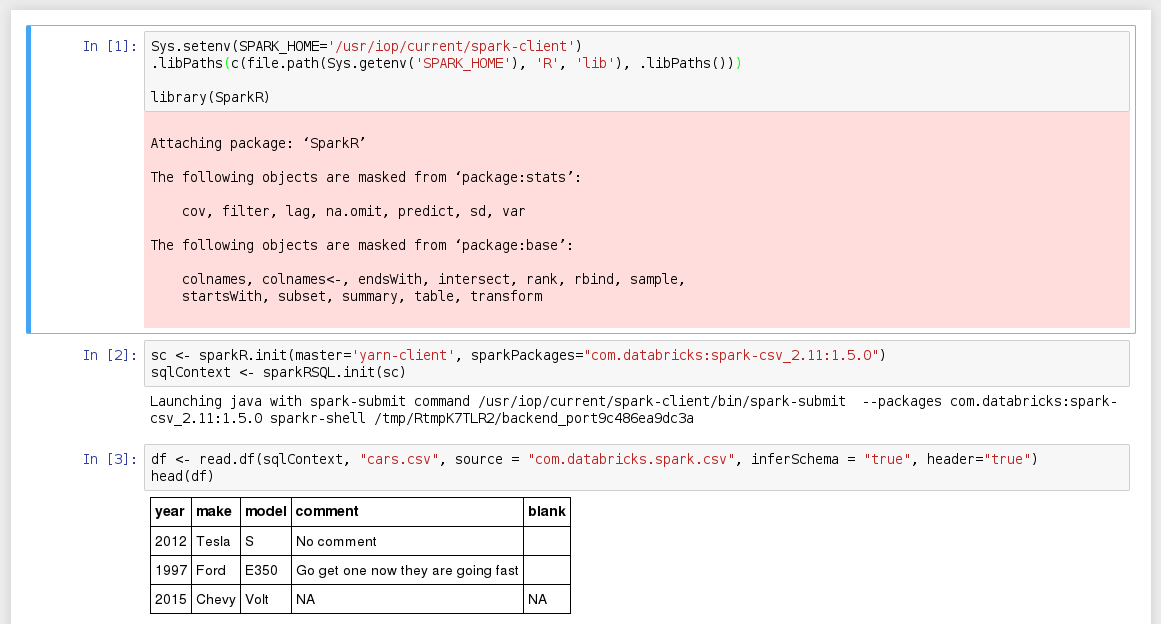 In [1]: Sys.setenv(SPARK_HOME='/usr/iop/current/spark-client')
.libPaths(c(file.path(Sys.getenv('SPARK_HOME'), 'R', 'lib'), .libPaths()))
library(SparkR)
Attaching package: ‘SparkR’
The following objects are masked from ‘package:stats’:
cov, filter, lag, na.omit, predict, sd, var
The following objects are masked from ‘package:base’:
colnames, colnames<-, endsWith, intersect, rank, rbind, sample,
startsWith, subset, summary, table, transform
In [2]: sc <- sparkR.init(master='yarn-client', sparkPackages="com.databricks:spark-csv_2.11:1.5.0")
sqlContext <- sparkRSQL.init(sc)
Launching java with spark-submit command /usr/iop/current/spark-client/bin/spark-submit  --packages com.databricks:spark-
csv_2.11:1.5.0 sparkr-shell /tmp/RtmpK7TLR2/backend_port9c486ea9dc3a
In [3]: df <- read.df(sqlContext, "cars.csv", source = "com.databricks.spark.csv", inferSchema = "true", header="true")
head(df)
year make model comment blank
2012 Tesla S No comment
1997 Ford E350 Go get one now they are going fast
2015 Chevy Volt NA NA